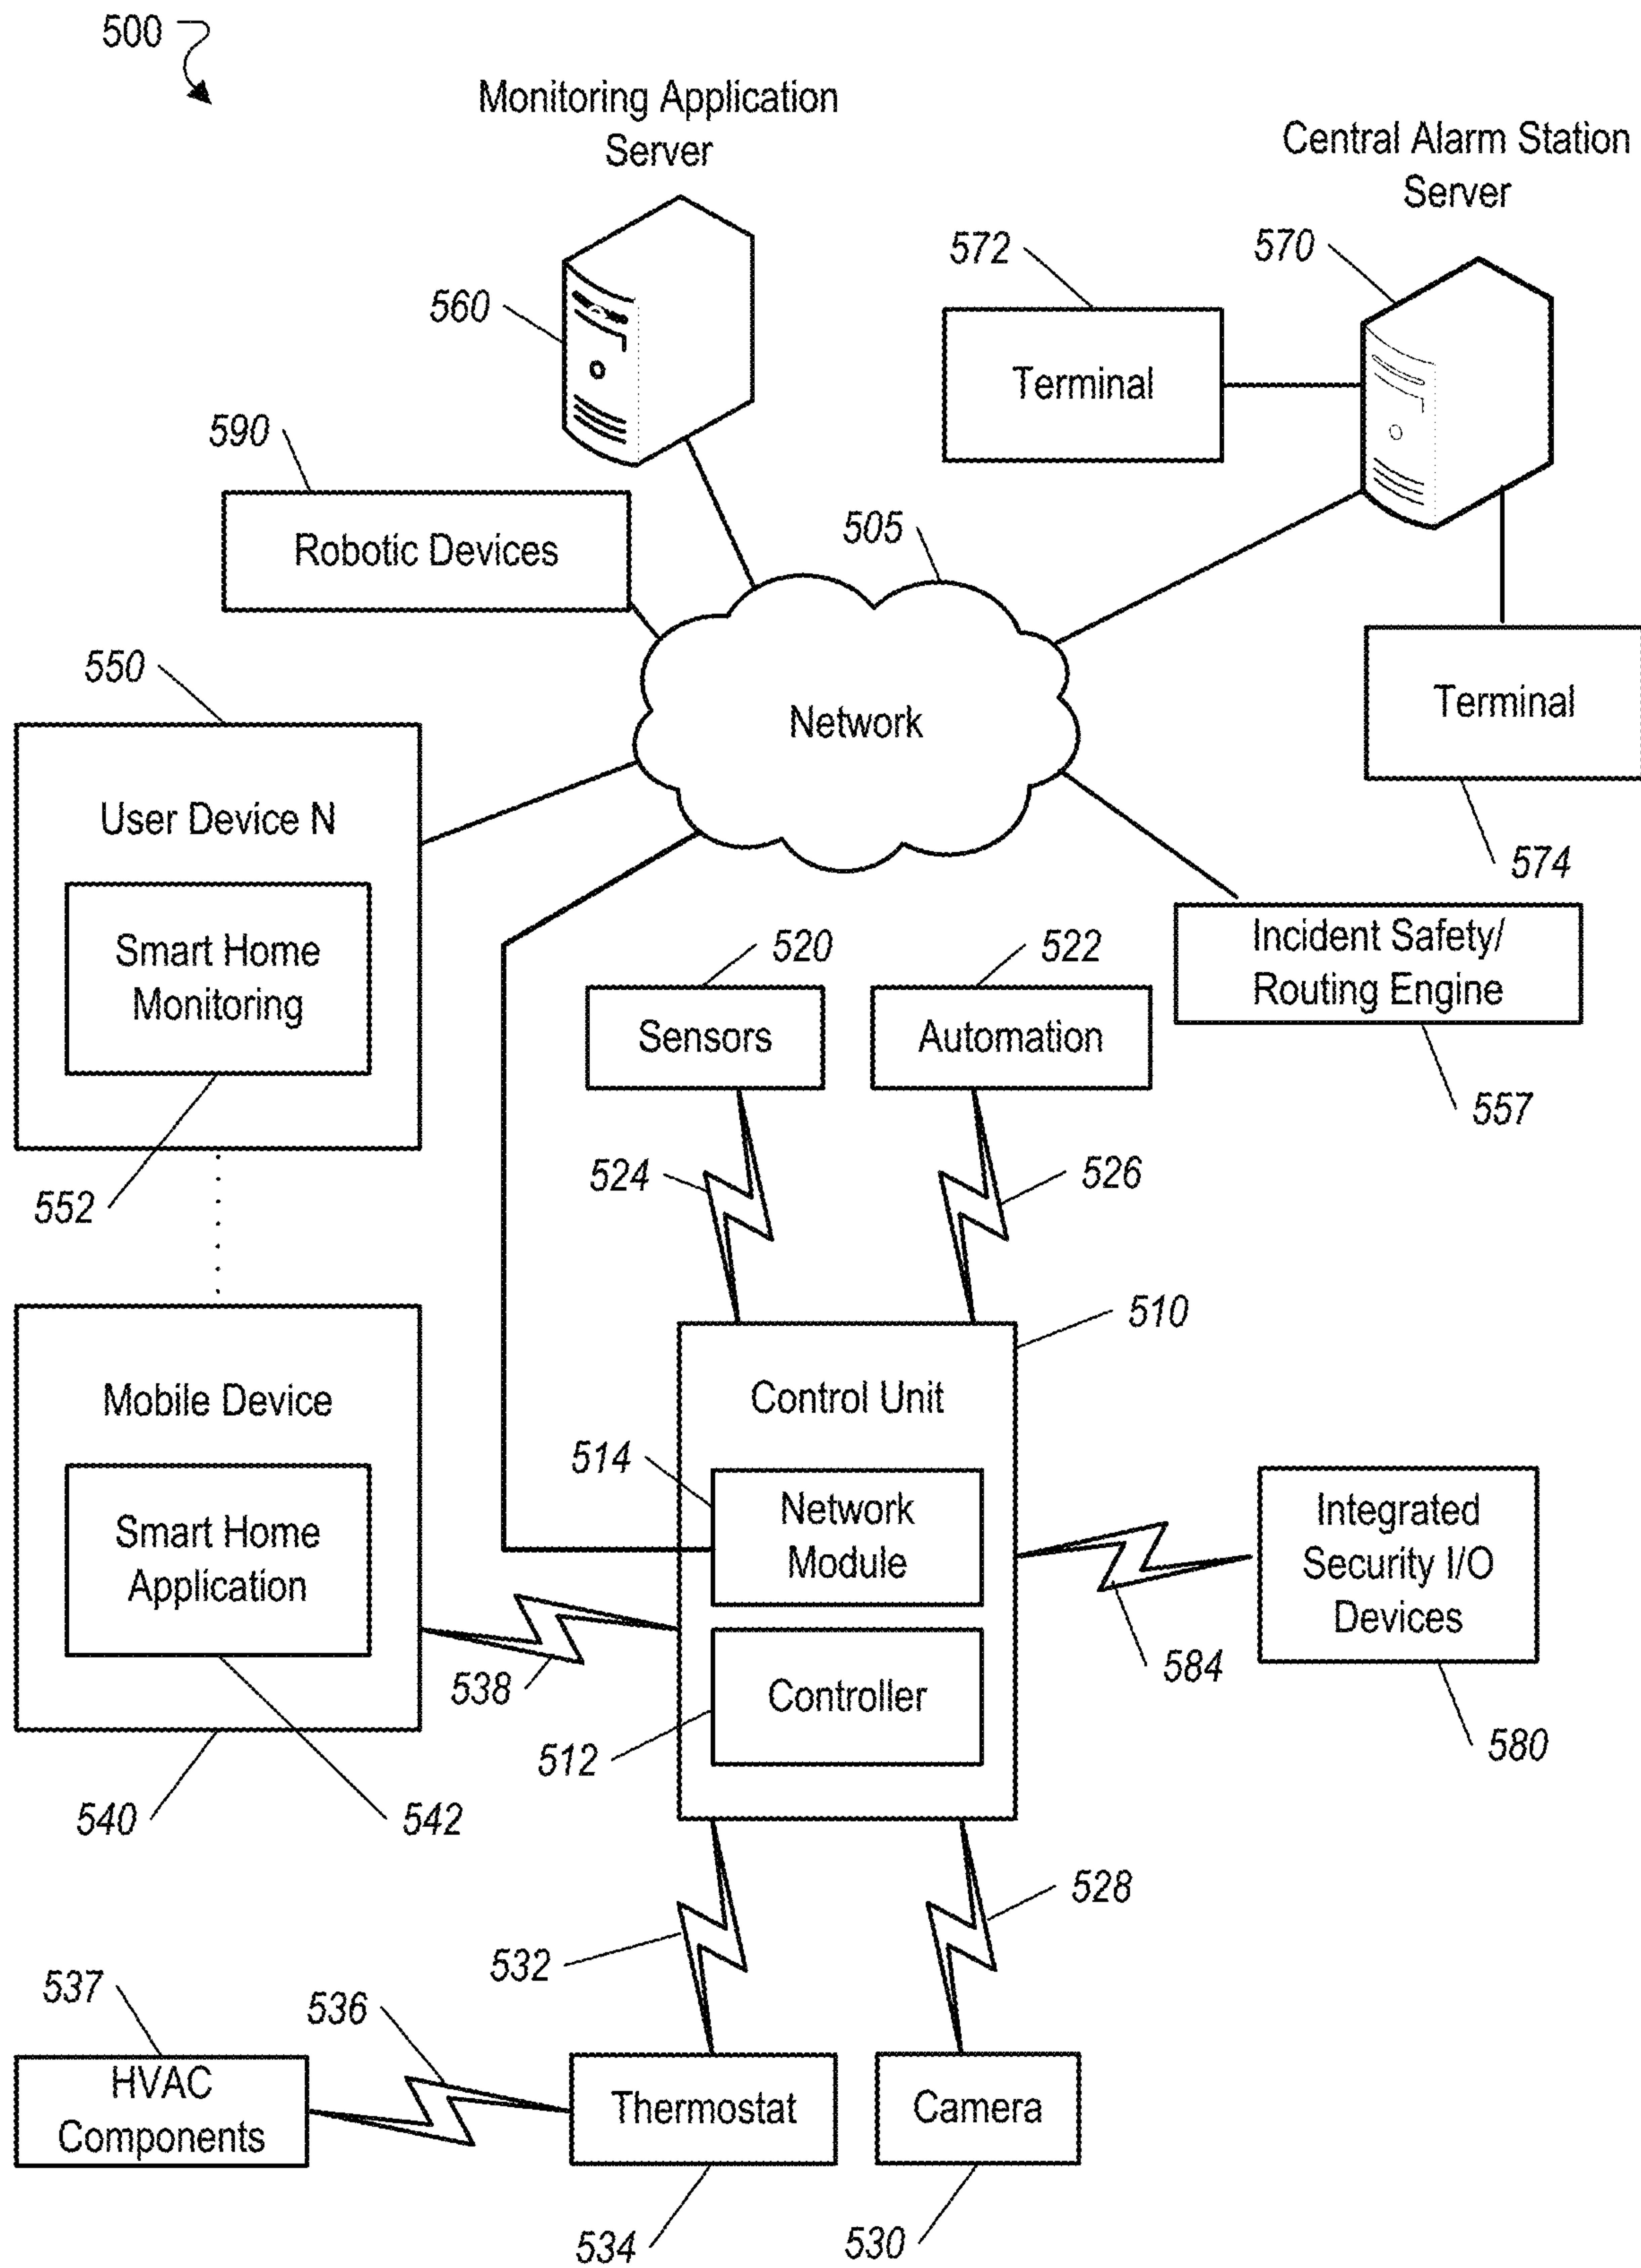 500
Monitoring Application
Server
Central Alarm Station
Server
572
570
560
Terminal
590
505
Robotic Devices
550
Network
Terminal
User Device N
574
Smart Home
Monitoring
520
522
Incident Safety/
Routing Engine
Sensors
Automation
557
552
524
526
510
Mobile Device
Control Unit
514
Smart Home
Application
Network
Module
Integrated
Security I/O
Devices
538
Controller
584
512
580
540
542
532
528
537
536
HVAC
Components
Thermostat
Camera
534
530